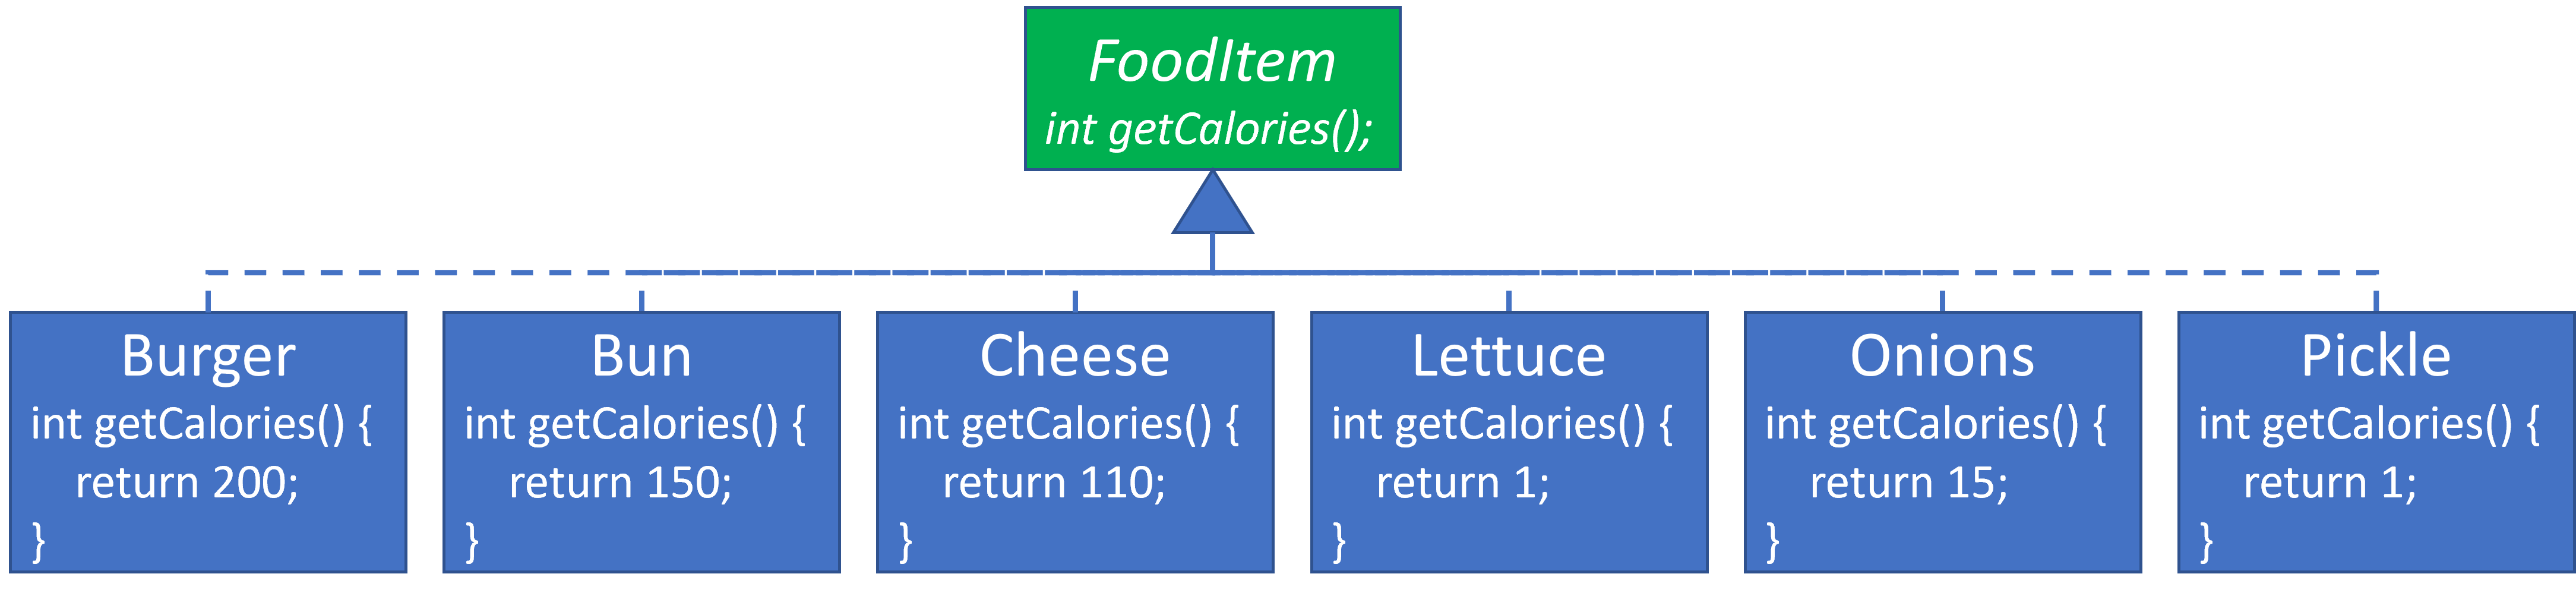 FoodItem
int getCalories();
Burger
int getCalories() {
return 200;
}
Bun
int getCalories() {
return 150;
}
Cheese
int getCalories() {
return 110;
}
Lettuce
int getCalories() {
return 1;
}
Onions
int getCalories() {
return 15;
}
Pickle
int getCalories() {
return 1;
}